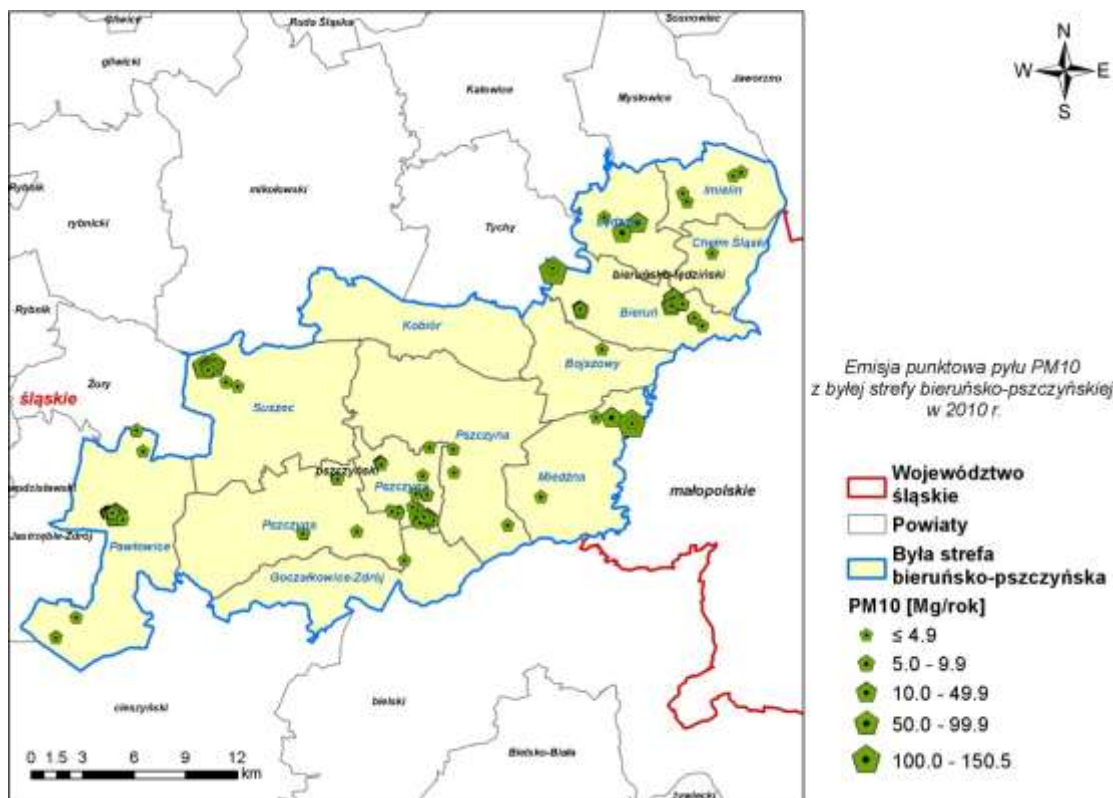 Gliwice
Ruda Śląska
Sosnowiec
gliwicki
Katowice
Jaworzno
Mysłowice
Rybnik
mikołowski
Imielin
rybnicki
Tychy
Chełm Śląski
bieruńsko-lędziński
Rybnik
Kobiór
Bieruń
Bojszowy
Żory
śląskie
Suszec
Pszczyna
pszczyński
Miedźna
małopolskie
Pszczyna
Pszczyna
Jastrzębie-Zdrój
Pawłowice
Goczałkowice-Zdrój
cieszyński
bielski
Bielsko-Biała
żywiecki
0 1.5 3 6 9 12
km
N
W E
S
Emisja punktowa pyłu PM10
z byłej strefy bieruńsko-pszczyńskiej
w 2010 r.
Województwo
śląskie
Powiaty
Była strefa
bieruńsko-pszczyńska
PM10 [Mg/rok]
≤ 4.9
5.0 - 9.9
10.0 - 49.9
50.0 - 99.9
100.0 - 150.5